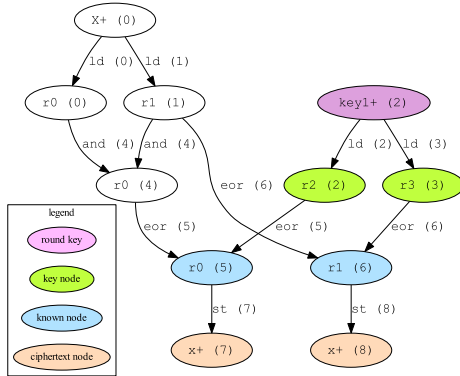 X+ (0)
ld (0) ld (1)
r0 (0) r1 (1) key1+ (2)
and (4) and (4) ld (2) ld (3)
r0 (4) eor (6) r2 (2) r3 (3)
legend
eor (5) eor (5) eor (6)
round key
key node
r0 (5) r1 (6)
known node
st (7) st (8)
ciphertext node
x+ (7) x+ (8)